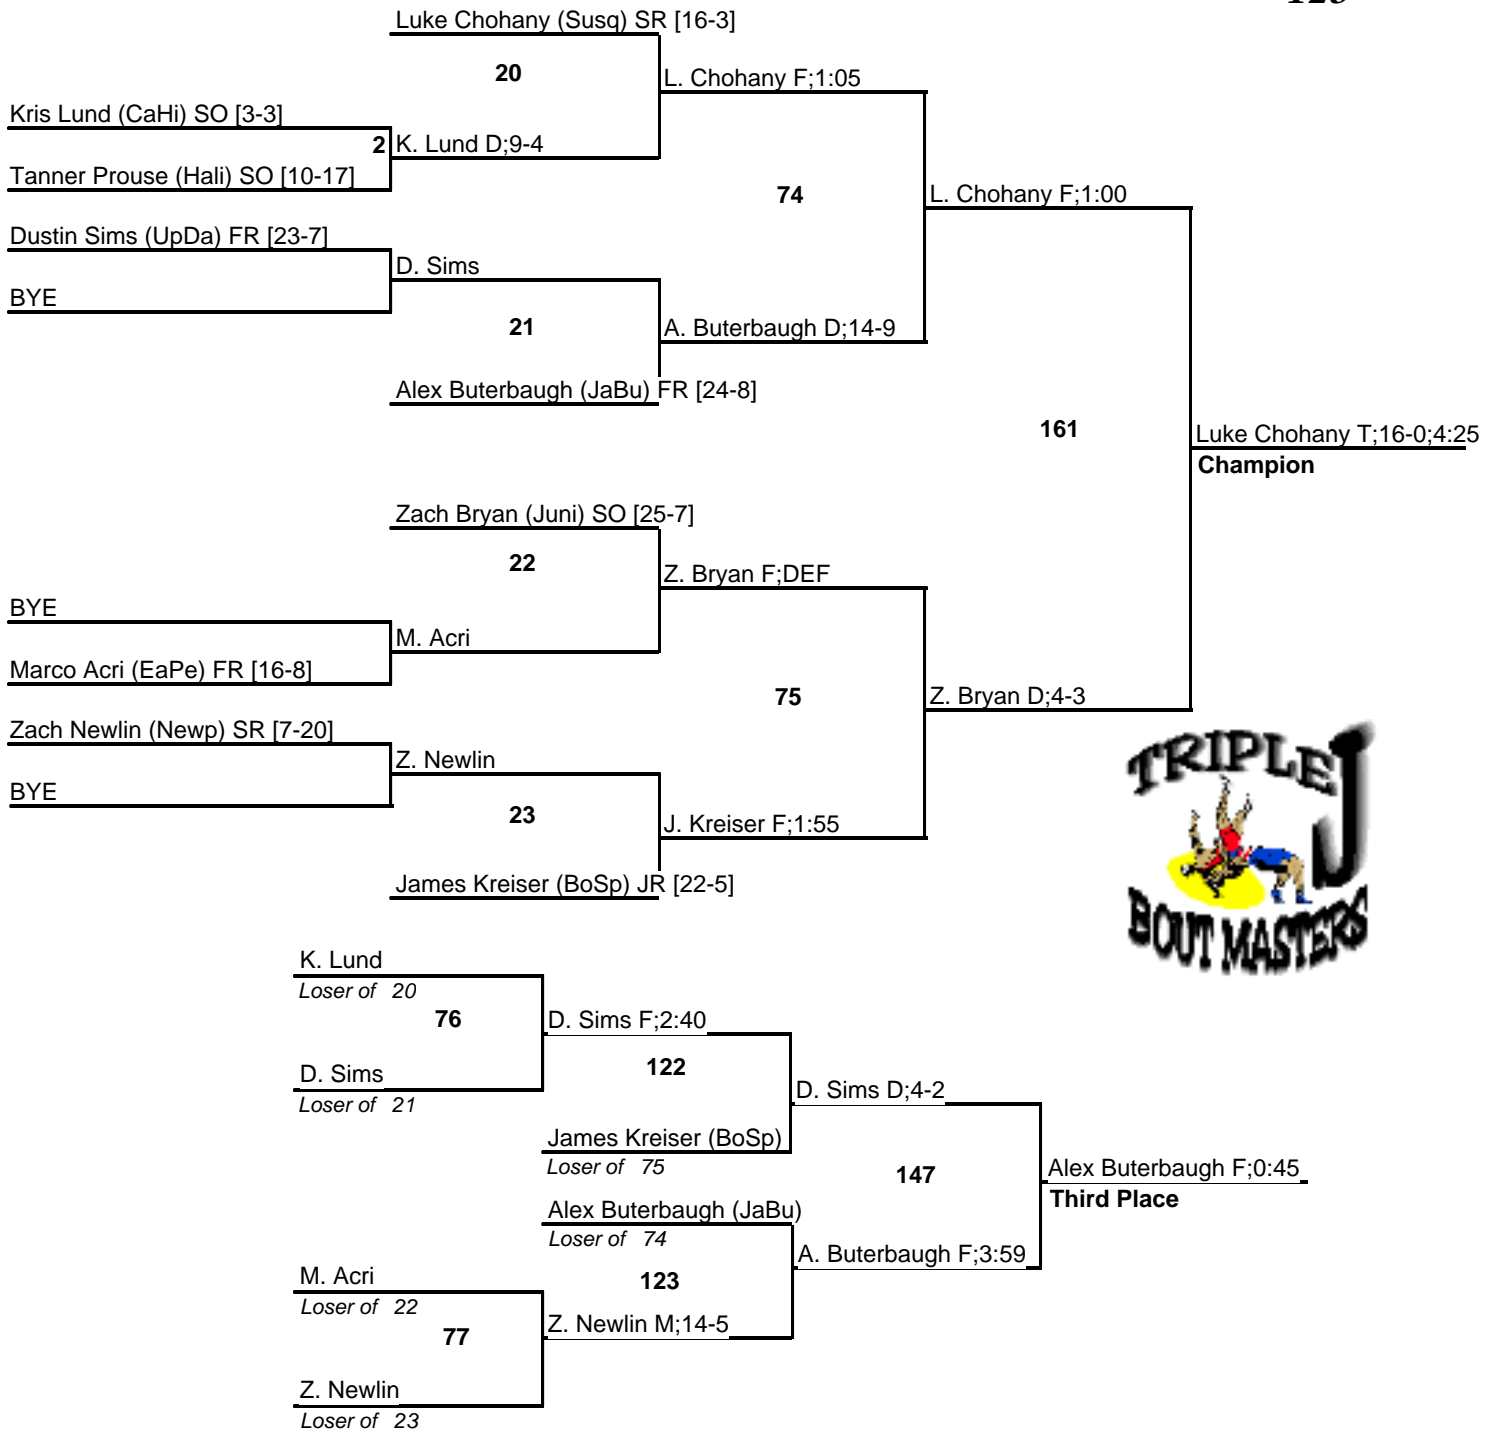 Luke Chohany (Susq) SR [16-3]
20
L. Chohany F;1:05
Kris Lund (CaHi) SO [3-3]
2 K. Lund D;9-4
Tanner Prouse (Hali) SO [10-17]
74
L. Chohany F;1:00
Dustin Sims (UpDa) FR [23-7]
D. Sims
BYE
21
A. Buterbaugh D;14-9
Alex Buterbaugh (JaBu) FR [24-8]
161
Luke Chohany T;16-0;4:25
Champion
Zach Bryan (Juni) SO [25-7]
22
Z. Bryan F;DEF
BYE
M. Acri
Marco Acri (EaPe) FR [16-8]
75
Z. Bryan D;4-3
Zach Newlin (Newp) SR [7-20]
Z. Newlin
BYE
23
J. Kreiser F;1:55
James Kreiser (BoSp) JR [22-5]
TRIPLE J
BOUT MASTERS
K. Lund
Loser of 20
76
D. Sims F;2:40
D. Sims
Loser of 21
122
D. Sims D;4-2
James Kreiser (BoSp)
Loser of 75
147
Alex Buterbaugh F;0:45
Third Place
Alex Buterbaugh (JaBu)
Loser of 74
A. Buterbaugh F;3:59
M. Acri
Loser of 22
123
77
Z. Newlin M;14-5
Z. Newlin
Loser of 23